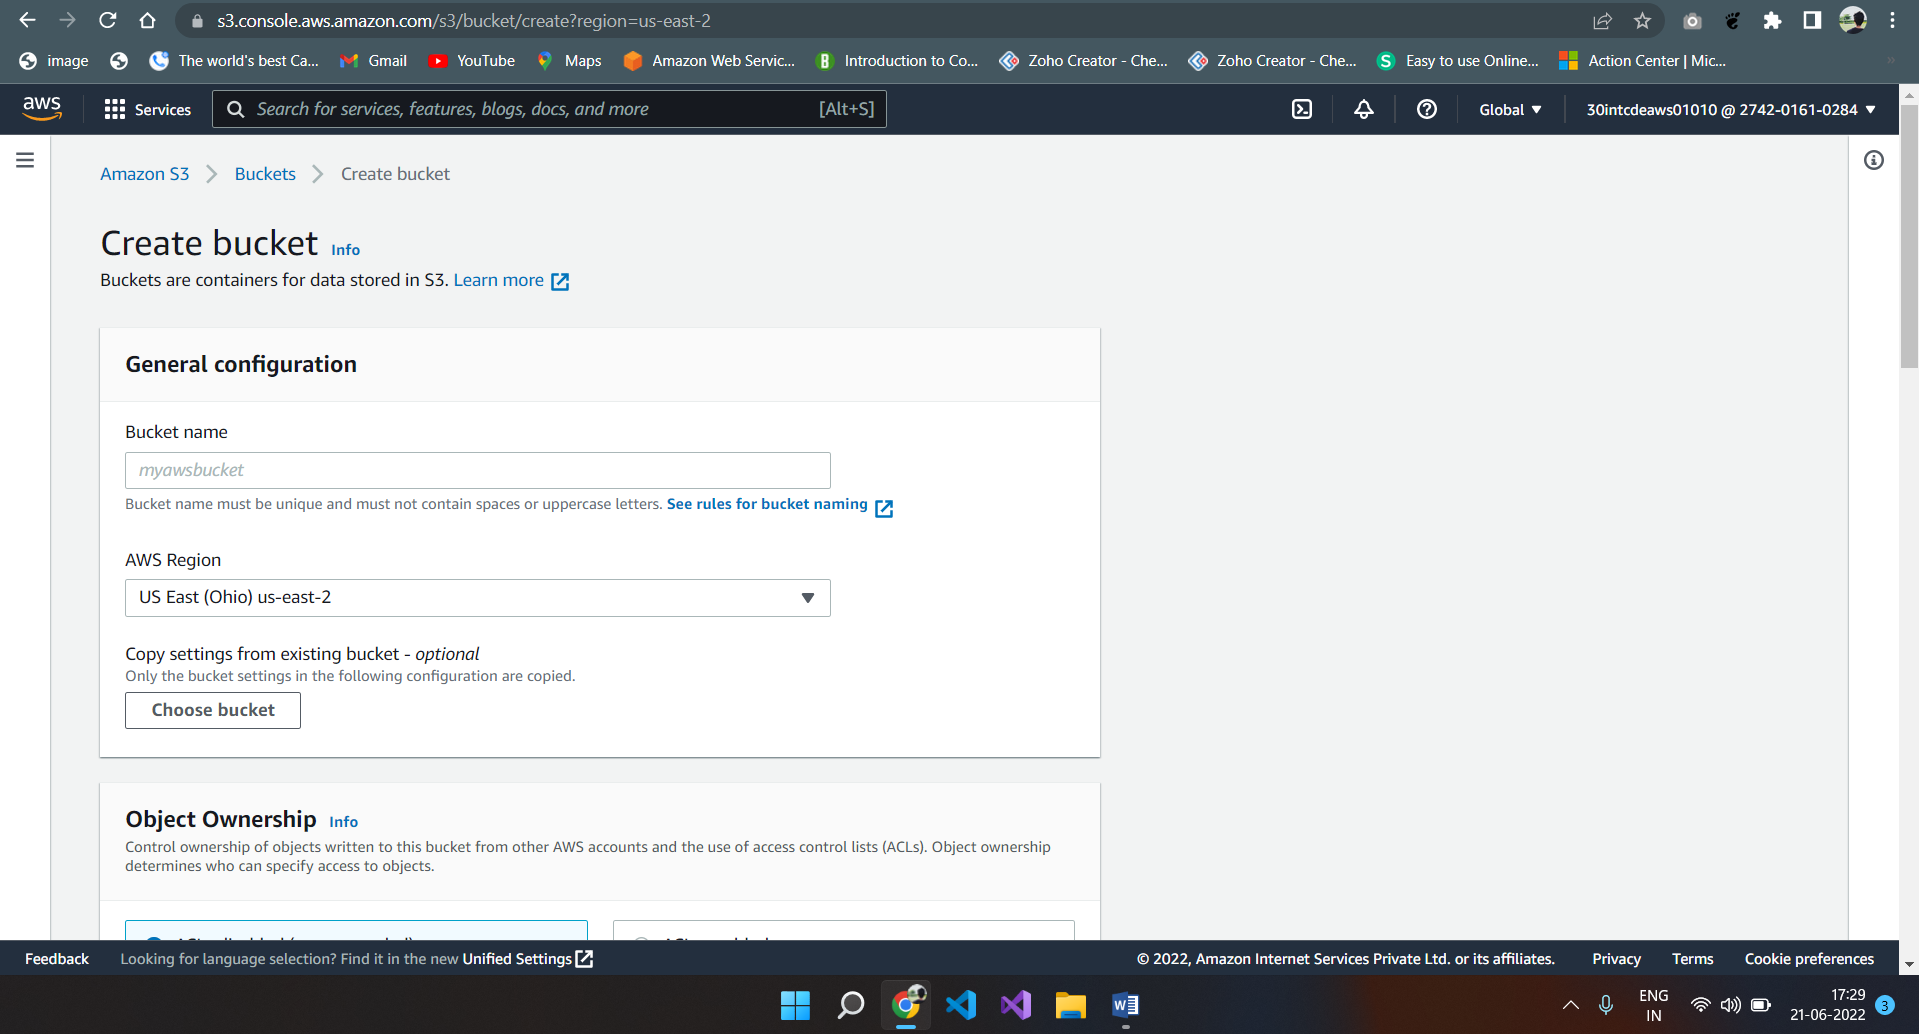 s3.console.aws.amazon.com/s3/bucket/create?region=us-east-2
image The world's best Ca... Gmail YouTube Maps Amazon Web Servic... Introduction to Co... Zoho Creator - Che... Zoho Creator - Che... Easy to use Online... Action Center | Mic...
aws Services Search for services, features, blogs, docs, and more [Alt+S] Global 30intcdeaws01010 @ 2742-0161-0284
Amazon S3 > Buckets > Create bucket
Create bucket Info
Buckets are containers for data stored in S3. Learn more
General configuration
Bucket name
myawsbucket
Bucket name must be unique and must not contain spaces or uppercase letters. See rules for bucket naming
AWS Region
US East (Ohio) us-east-2
Copy settings from existing bucket - optional
Only the bucket settings in the following configuration are copied.
Choose bucket
Object Ownership Info
Control ownership of objects written to this bucket from other AWS accounts and the use of access control lists (ACLs). Object ownership
determines who can specify access to objects.
Feedback Looking for language selection? Find it in the new Unified Settings © 2022, Amazon Internet Services Private Ltd. or its affiliates. Privacy Terms Cookie preferences
ENG 17:29
IN 21-06-2022 3